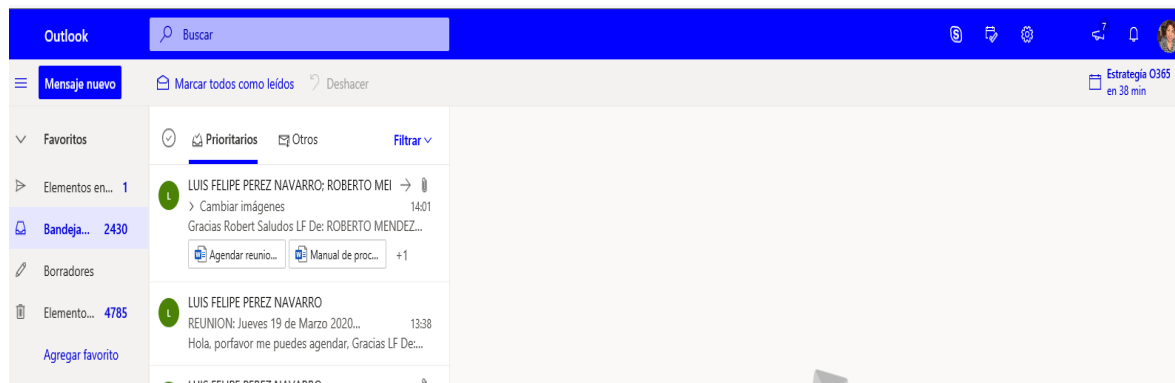 Outlook
Buscar
7
Mensaje nuevo
Marcar todos como leídos
Deshacer
Estrategia O365
en 38 min
Favoritos
Prioritarios
Otros
Filtrar
Elementos en... 1
Bandeja... 2430
Borradores
Elemento... 4785
Agregar favorito
L
LUIS FELIPE PEREZ NAVARRO; ROBERTO MEI
Cambiar imágenes 14:01
Gracias Robert Saludos LF De: ROBERTO MENDEZ...
Agendar reunio... Manual de proc... +1
L
LUIS FELIPE PEREZ NAVARRO
REUNION: Jueves 19 de Marzo 2020... 13:38
Hola, porfavor me puedes agendar, Gracias LF De:...